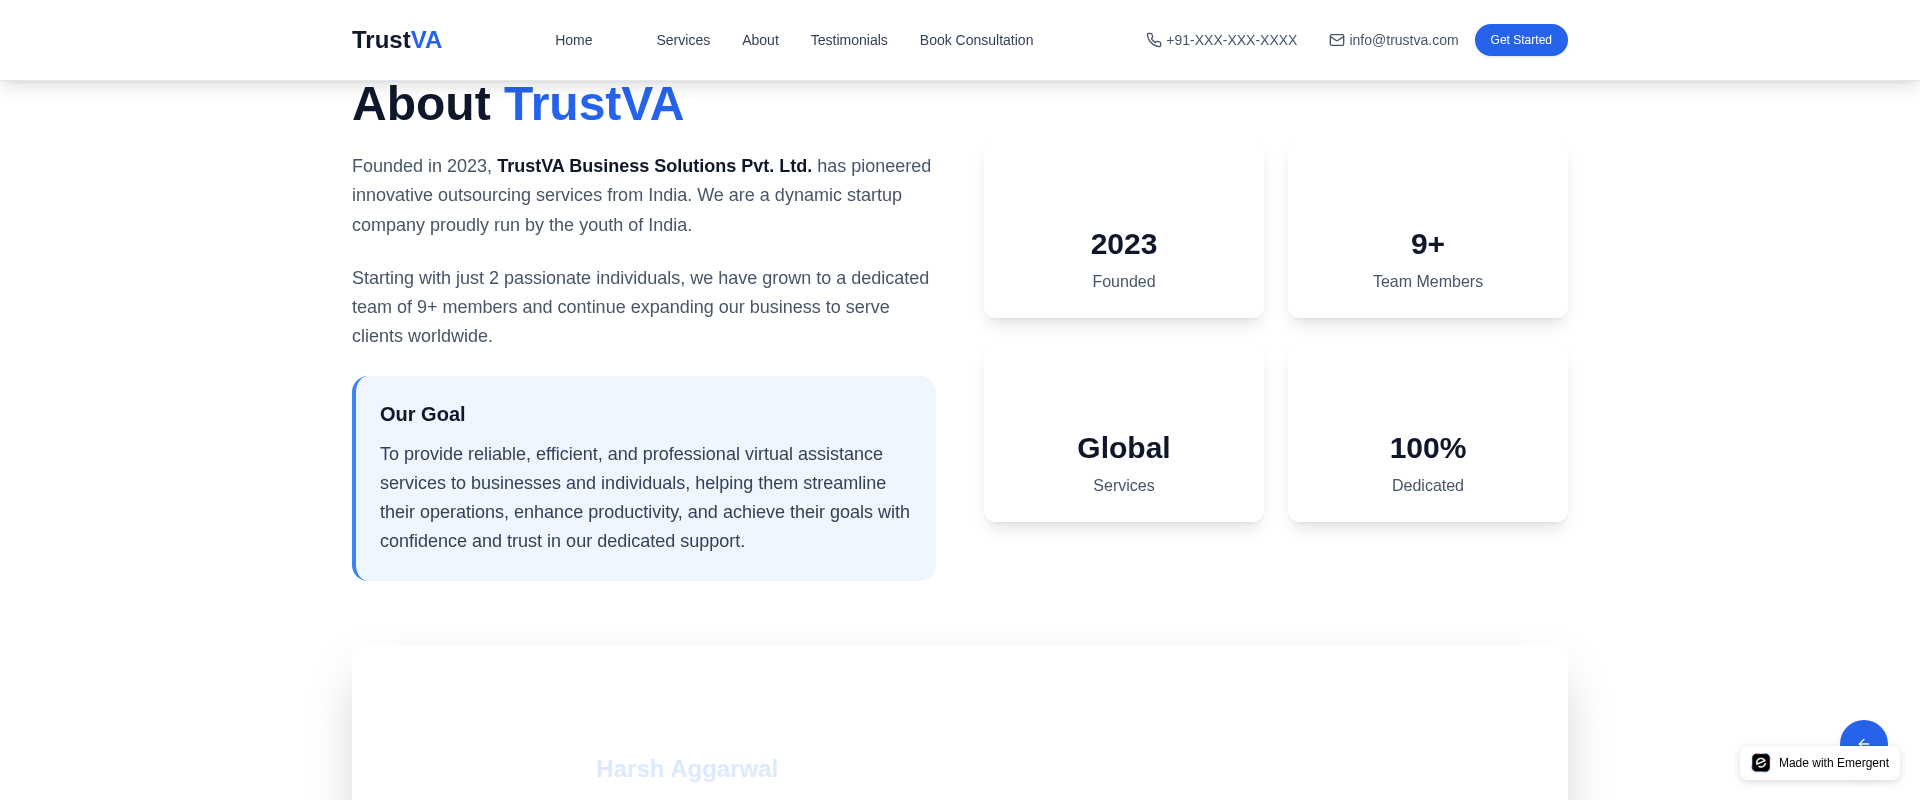 TrustVA
Home
Services
About
Testimonials
Book Consultation
+91-XXX-XXX-XXXX
info@trustva.com
Get Started
About TrustVA
Founded in 2023, TrustVA Business Solutions Pvt. Ltd. has pioneered
innovative outsourcing services from India. We are a dynamic startup
company proudly run by the youth of India.
Starting with just 2 passionate individuals, we have grown to a dedicated
team of 9+ members and continue expanding our business to serve
clients worldwide.
Our Goal
To provide reliable, efficient, and professional virtual assistance
services to businesses and individuals, helping them streamline
their operations, enhance productivity, and achieve their goals with
confidence and trust in our dedicated support.
2023
Founded
9+
Team Members
Global
Services
100%
Dedicated
Harsh Aggarwal
Made with Emergent